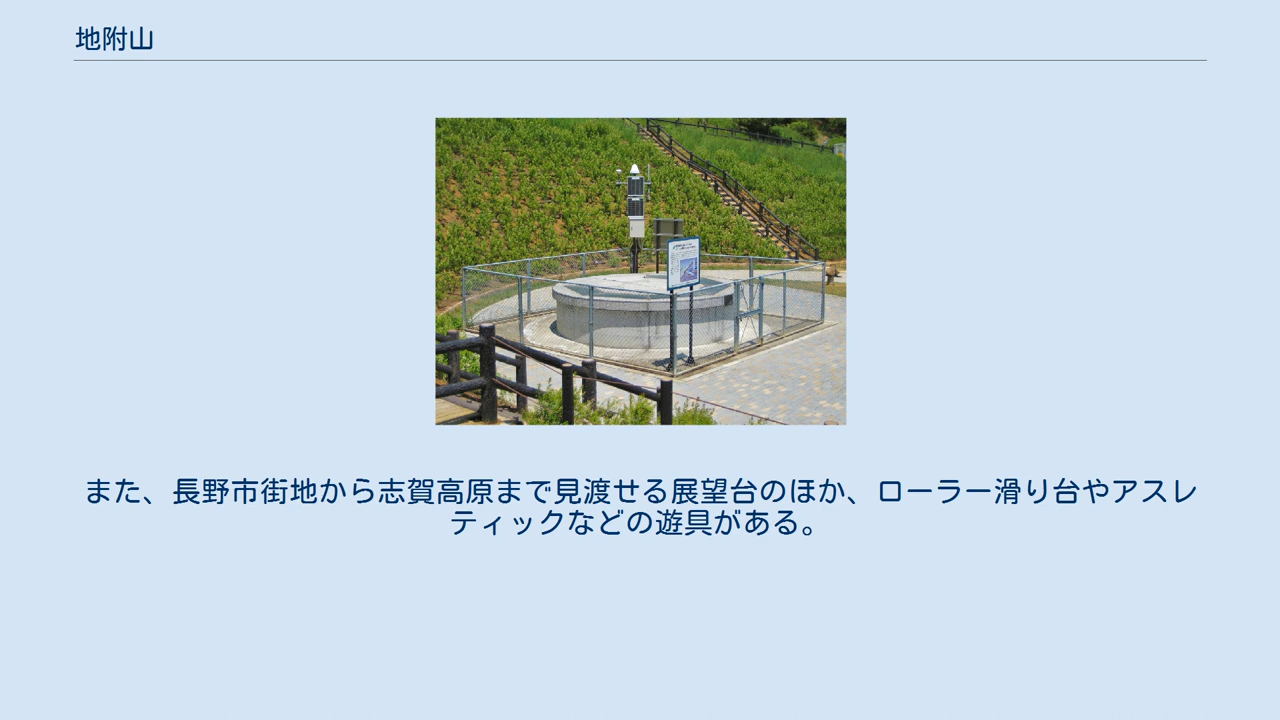 地附山
また、長野市街地から志賀高原まで見渡せる展望台のほか、ローラー滑り台やアスレ
ティックなどの遊具がある。